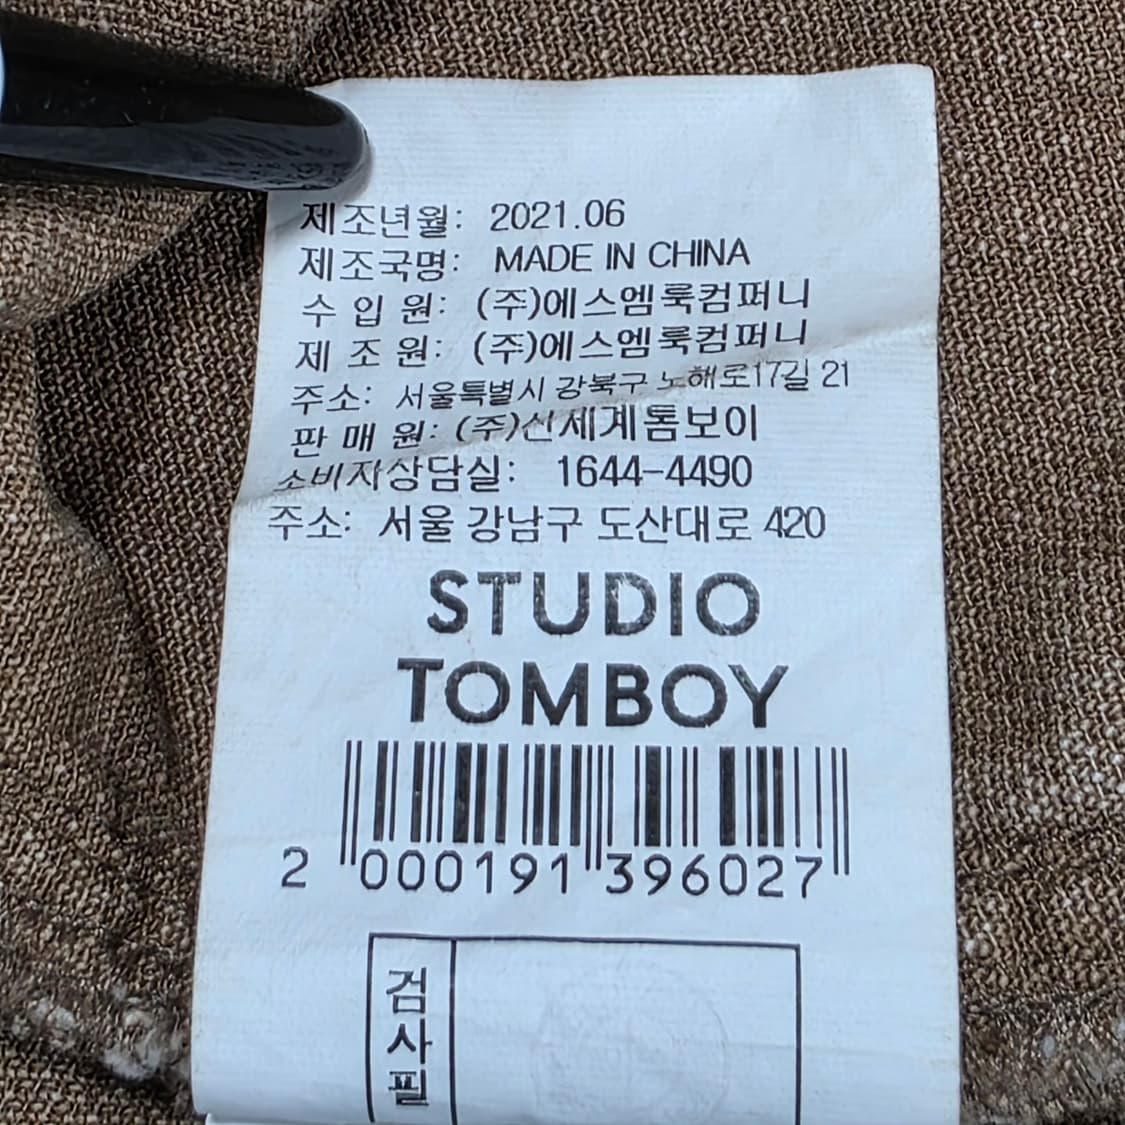 제조년월: 2021.06
제조국명: MADE IN CHINA
수 입 원: (주)에스엠룩컴퍼니
제 조 원: (주)에스엠룩컴퍼니
주소: 서울특별시 강북구 노해로17길 21
판 매 원: (주)신세계톰보이
소비자상담실: 1644-4490
주소: 서울 강남구 도산대로 420
STUDIO
TOMBOY
2 000191 396027
검사필